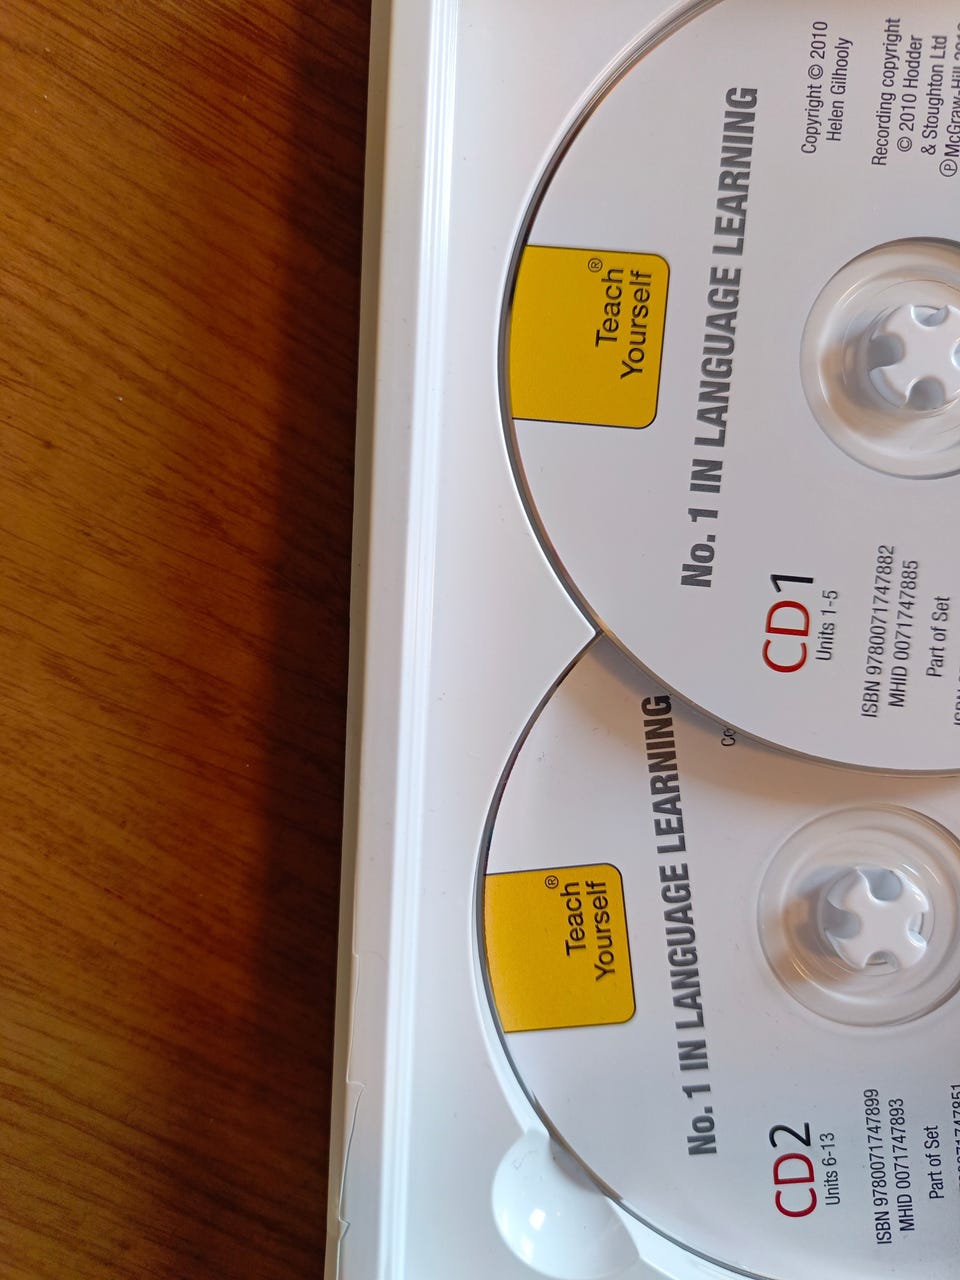 Teach®
Yourself
No. 1 IN LANGUAGE LEARNING
CD1
Units 1-5
ISBN 9780071747882
MHID 0071747885
Part of Set
Copyright © 2010
Helen Gilhooly
Recording copyright
© 2010 Hodder
& Stoughton Ltd
Ⓟ McGraw-Hill
Teach®
Yourself
No. 1 IN LANGUAGE LEARNING
CD2
Units 6-13
ISBN 9780071747899
MHID 0071747893
Part of Set